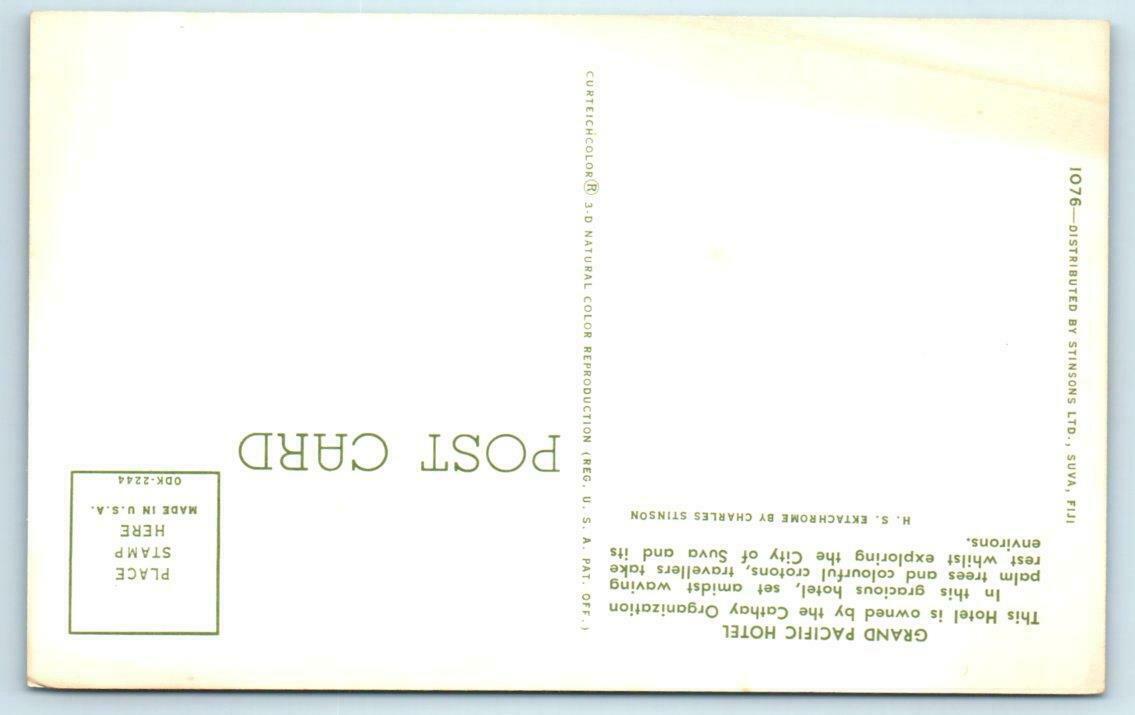 GRAND PACIFIC HOTEL
This Hotel is owned by the Cathay Organization
In this gracious hotel, set amidst waving
palm trees and colourful crotons, travellers take
rest whilst exploring the City of Suva and its
environs.
H. S. EKTACHROME BY CHARLES STINSON
1076—DISTRIBUTED BY STINSONS LTD., SUVA, FIJI
CURTEICHCOLOR® 3-D NATURAL COLOR REPRODUCTION (REG. U. S. A. PAT. OFF.)
POST CARD
PLACE
STAMP
HERE
MADE IN U.S.A.
ODK-2244